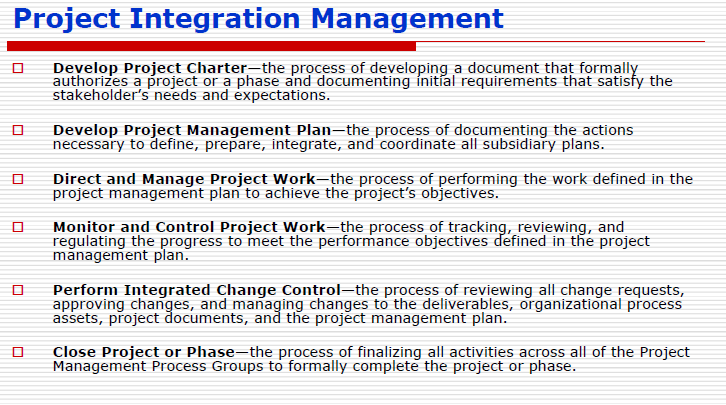 Project Integration Management
Develop Project Charter—the process of developing a document that formally
authorizes a project or a phase and documenting initial requirements that satisfy the
stakeholder's needs and expectations.
Develop Project Management Plan—the process of documenting the actions
necessary to define, prepare, integrate, and coordinate all subsidiary plans.
Direct and Manage Project Work—the process of performing the work defined in the
project management plan to achieve the project's objectives.
Monitor and Control Project Work—the process of tracking, reviewing, and
regulating the progress to meet the performance objectives defined in the project
management plan.
Perform Integrated Change Control—the process of reviewing all change requests,
approving changes, and managing changes to the deliverables, organizational process
assets, project documents, and the project management plan.
Close Project or Phase—the process of finalizing all activities across all of the Project
Management Process Groups to formally complete the project or phase.